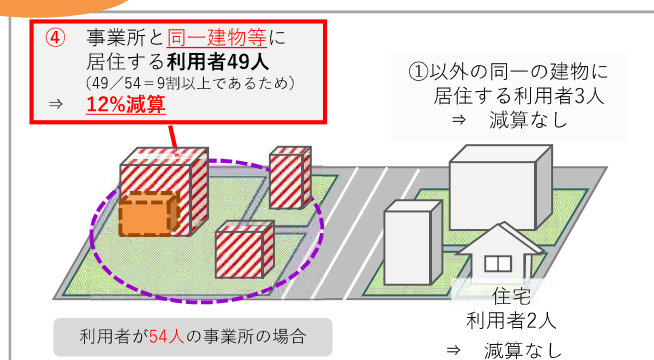 ④ 事業所と同一建物等に
居住する利用者49人
（49／54＝9割以上であるため）
⇒ 12%減算
①以外の同一の建物に
居住する利用者3人
⇒ 減算なし
住宅
利用者2人
⇒ 減算なし
利用者が54人の事業所の場合